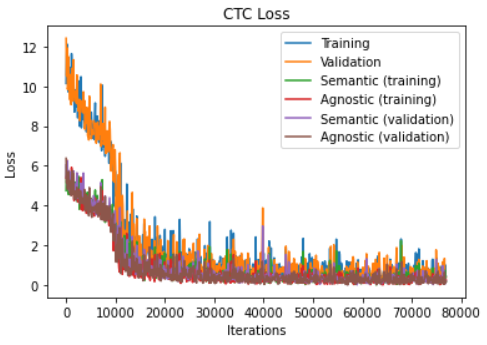 CTC Loss
Training
Validation
Semantic (training)
Agnostic (training)
Semantic (validation)
Agnostic (validation)
Loss
12
10
8
6
4
2
0
0 10000 20000 30000 40000 50000 60000 70000 80000
Iterations